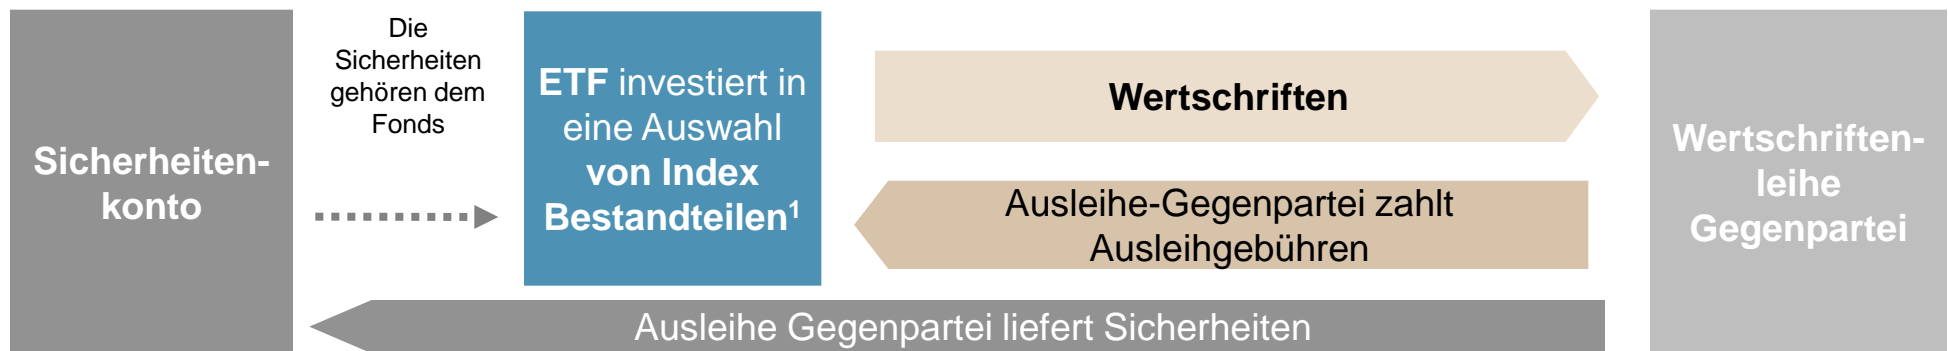 Sicherheiten-
konto
Die
Sicherheiten
gehören dem
Fonds
ETF investiert in
eine Auswahl
von Index
Bestandteilen¹
Wertschriften
Ausleihe-Gegenpartei zahlt
Ausleihgebühren
Wertschriften-
leihe
Gegenpartei
Ausleihe Gegenpartei liefert Sicherheiten